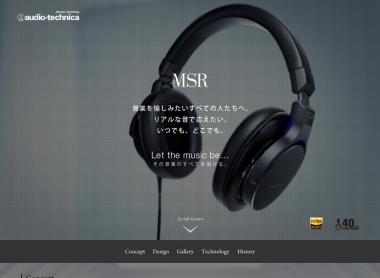 audio-technica
MSR
音楽を愉しみたいすべての人たちへ。
リアルな音で応えたい。
いつでも、どこでも。
Let the music be...
その音楽のすべてを届ける。
Scroll Down
Concept Design Gallery Technology History
Concept